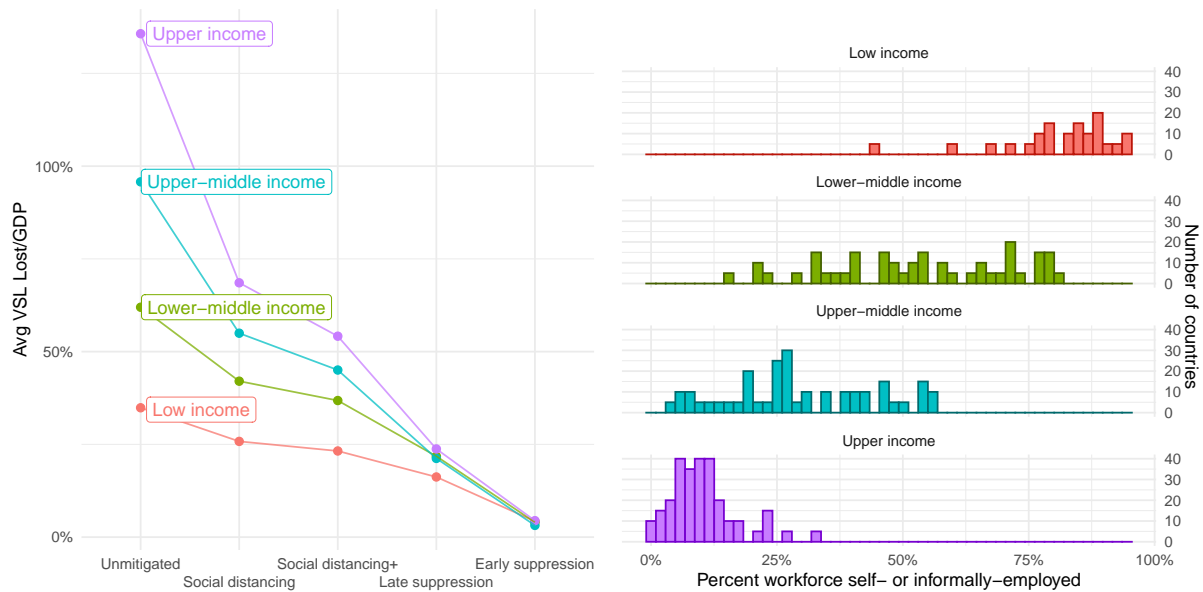 Avg VSL Lost/GDP
100%
50%
0%
Upper income
Upper−middle income
Lower−middle income
Low income
Unmitigated
Social distancing
Social distancing+
Late suppression
Early suppression
Low income
40
30
20
10
0
Lower−middle income
40
30
20
10
0
Upper−middle income
40
30
20
10
0
Upper income
40
30
20
10
0
Number of countries
0%
25%
50%
75%
100%
Percent workforce self− or informally−employed